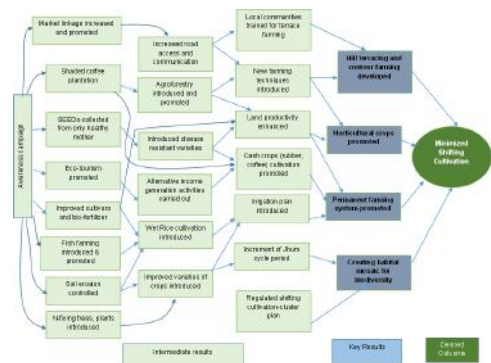 Awareness campaign
Market linkage increased
and promoted
Shaded coffee
plantation
SEEDs collected
from only healthy
mother
Eco-tourism
promoted
Improved cultivars
and bio-fertilizer
Fish farming
introduced &
promoted
Soil erosion
controlled
N-fixing trees, plants
introduced
Increased road
access and
communication
Agroforestry
introduced and
promoted
Introduced disease
resistant varieties
Alternative income
generation activities
carried out
Wet Rice cultivation
introduced
Improved varieties of
crops introduced
Local communities
trained for terrace
farming
New farming
techniques
introduced
Land productivity
enhanced
Cash crops (rubber,
coffee) cultivation
promoted
Irrigation plan
introduced
Increment of Jhum
cycle period
Regulated shifting
cultivation-cluster
plan
Hill terracing and
contour farming
developed
Horticultural crops
promoted
Permanent farming
system-promoted
Creating habitat
mosaic for
biodiversity
Minimized
Shifting
Cultivation
Intermediate results
Key Results
Desired
Outcome